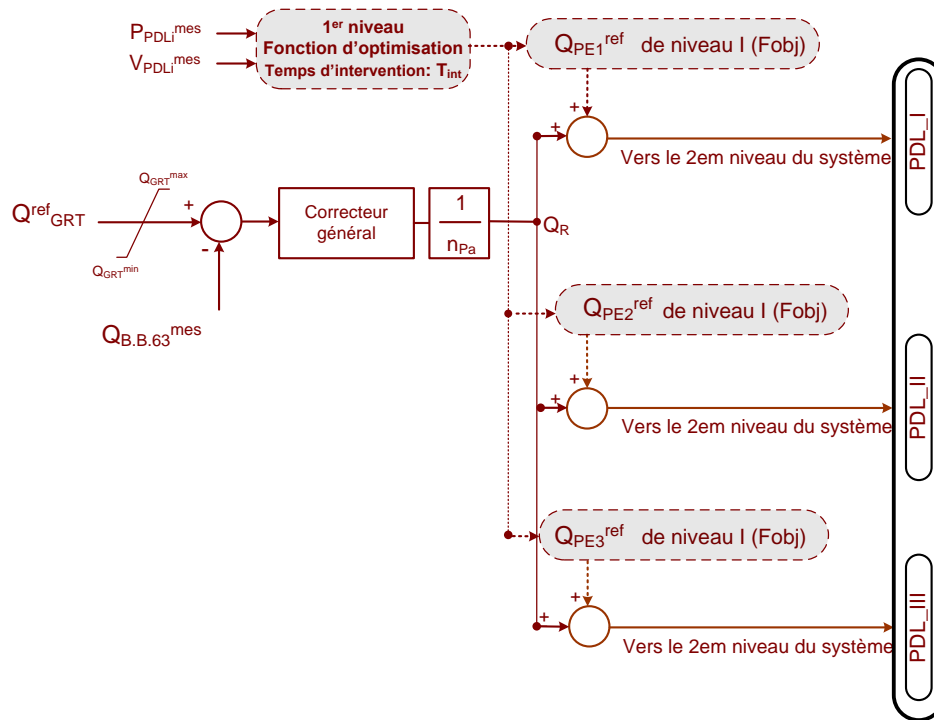 P_PDLi^mes
V_PDLi^mes
1^er niveau
Fonction d'optimisation
Temps d'intervention: T_int
Q_PE1^ref de niveau I (Fobj)
+
+
Vers le 2em niveau du système
PDL_I
Q^ref_GRT
Q_GRT^max
Q_GRT^min
+
-
Q_B.B.63^mes
Correcteur
général
1
n_Pa
Q_R
Q_PE2^ref de niveau I (Fobj)
+
+
Vers le 2em niveau du système
PDL_II
Q_PE3^ref de niveau I (Fobj)
+
+
Vers le 2em niveau du système
PDL_III